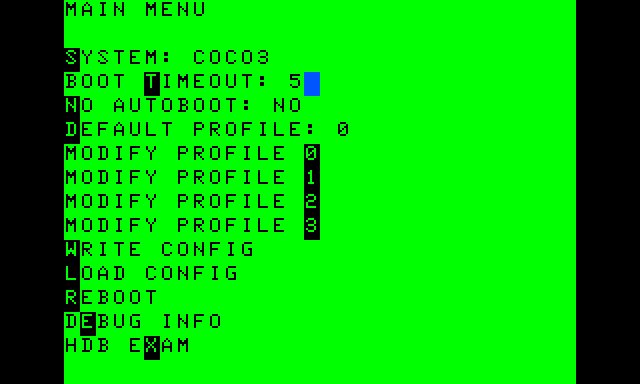 MAIN MENU
SYSTEM: COCO3
BOOT TIMEOUT: 5
NO AUTOBOOT: NO
DEFAULT PROFILE: 0
MODIFY PROFILE 0
MODIFY PROFILE 1
MODIFY PROFILE 2
MODIFY PROFILE 3
WRITE CONFIG
LOAD CONFIG
REBOOT
DEBUG INFO
HDB EXAM